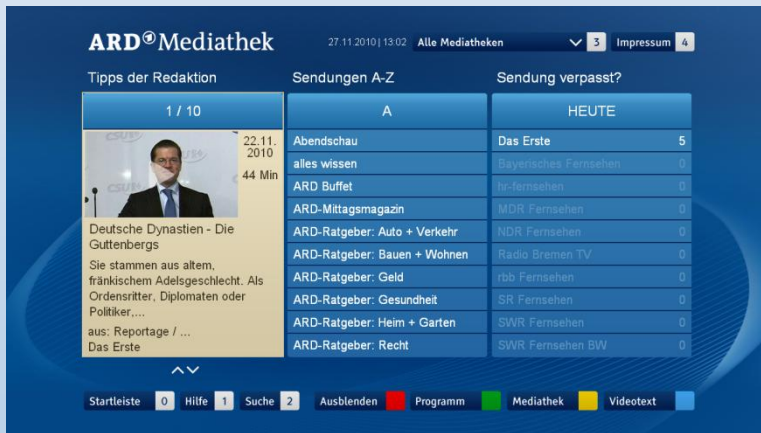 ARD Mediathek
27.11.2010 | 13:02 Alle Mediatheken 3 Impressum 4
Tipps der Redaktion
1 / 10
22.11.
2010
44 Min
Deutsche Dynastien - Die
Guttenbergs
Sie stammen aus altem,
fränkischem Adelsgeschlecht. Als
Ordensritter, Diplomaten oder
Politiker,...
aus: Reportage / ...
Das Erste
Sendungen A-Z
A
Abendschau
alles wissen
ARD Buffet
ARD-Mittagsmagazin
ARD-Ratgeber: Auto + Verkehr
ARD-Ratgeber: Bauen + Wohnen
ARD-Ratgeber: Geld
ARD-Ratgeber: Gesundheit
ARD-Ratgeber: Heim + Garten
ARD-Ratgeber: Recht
Sendung verpasst?
HEUTE
Das Erste 5
Bayerisches Fernsehen 0
hr-fernsehen 0
MDR Fernsehen 0
NDR Fernsehen 0
Radio Bremen TV 0
rbb Fernsehen 0
SR Fernsehen 0
SWR Fernsehen 0
SWR Fernsehen BW 0
Startleiste 0 Hilfe 1 Suche 2 Ausblenden Programm Mediathek Videotext